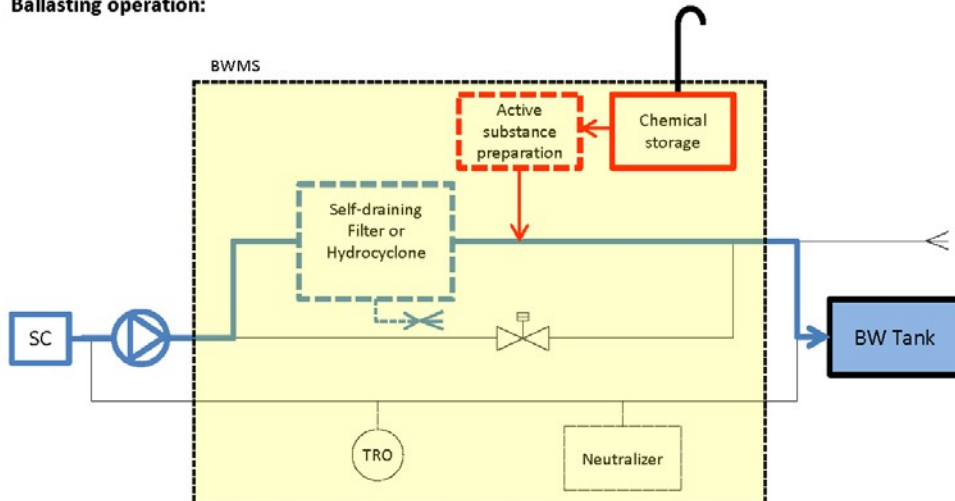 Ballasting operation:
BWMS
Active
substance
preparation
Chemical
storage
Self-draining
Filter or
Hydrocyclone
SC
BW Tank
TRO
Neutralizer